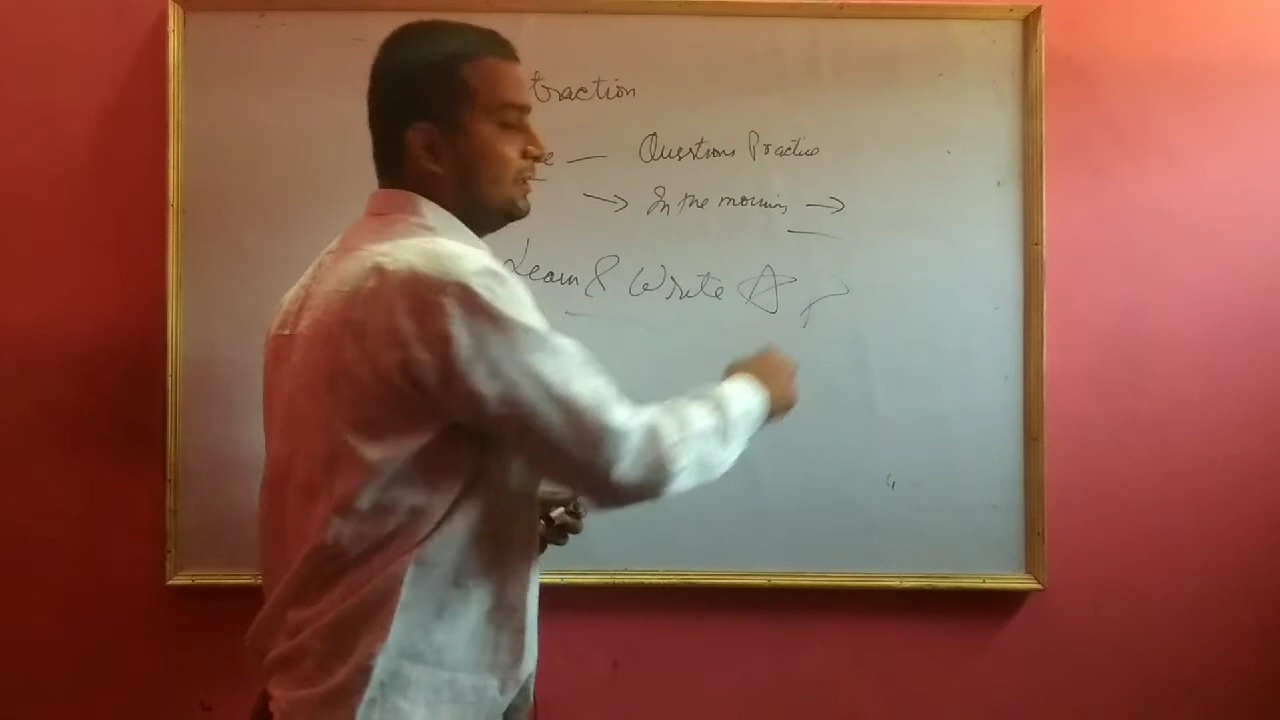 traction
e — Questions Practice
→ In the morning →
Learn & Write ☆